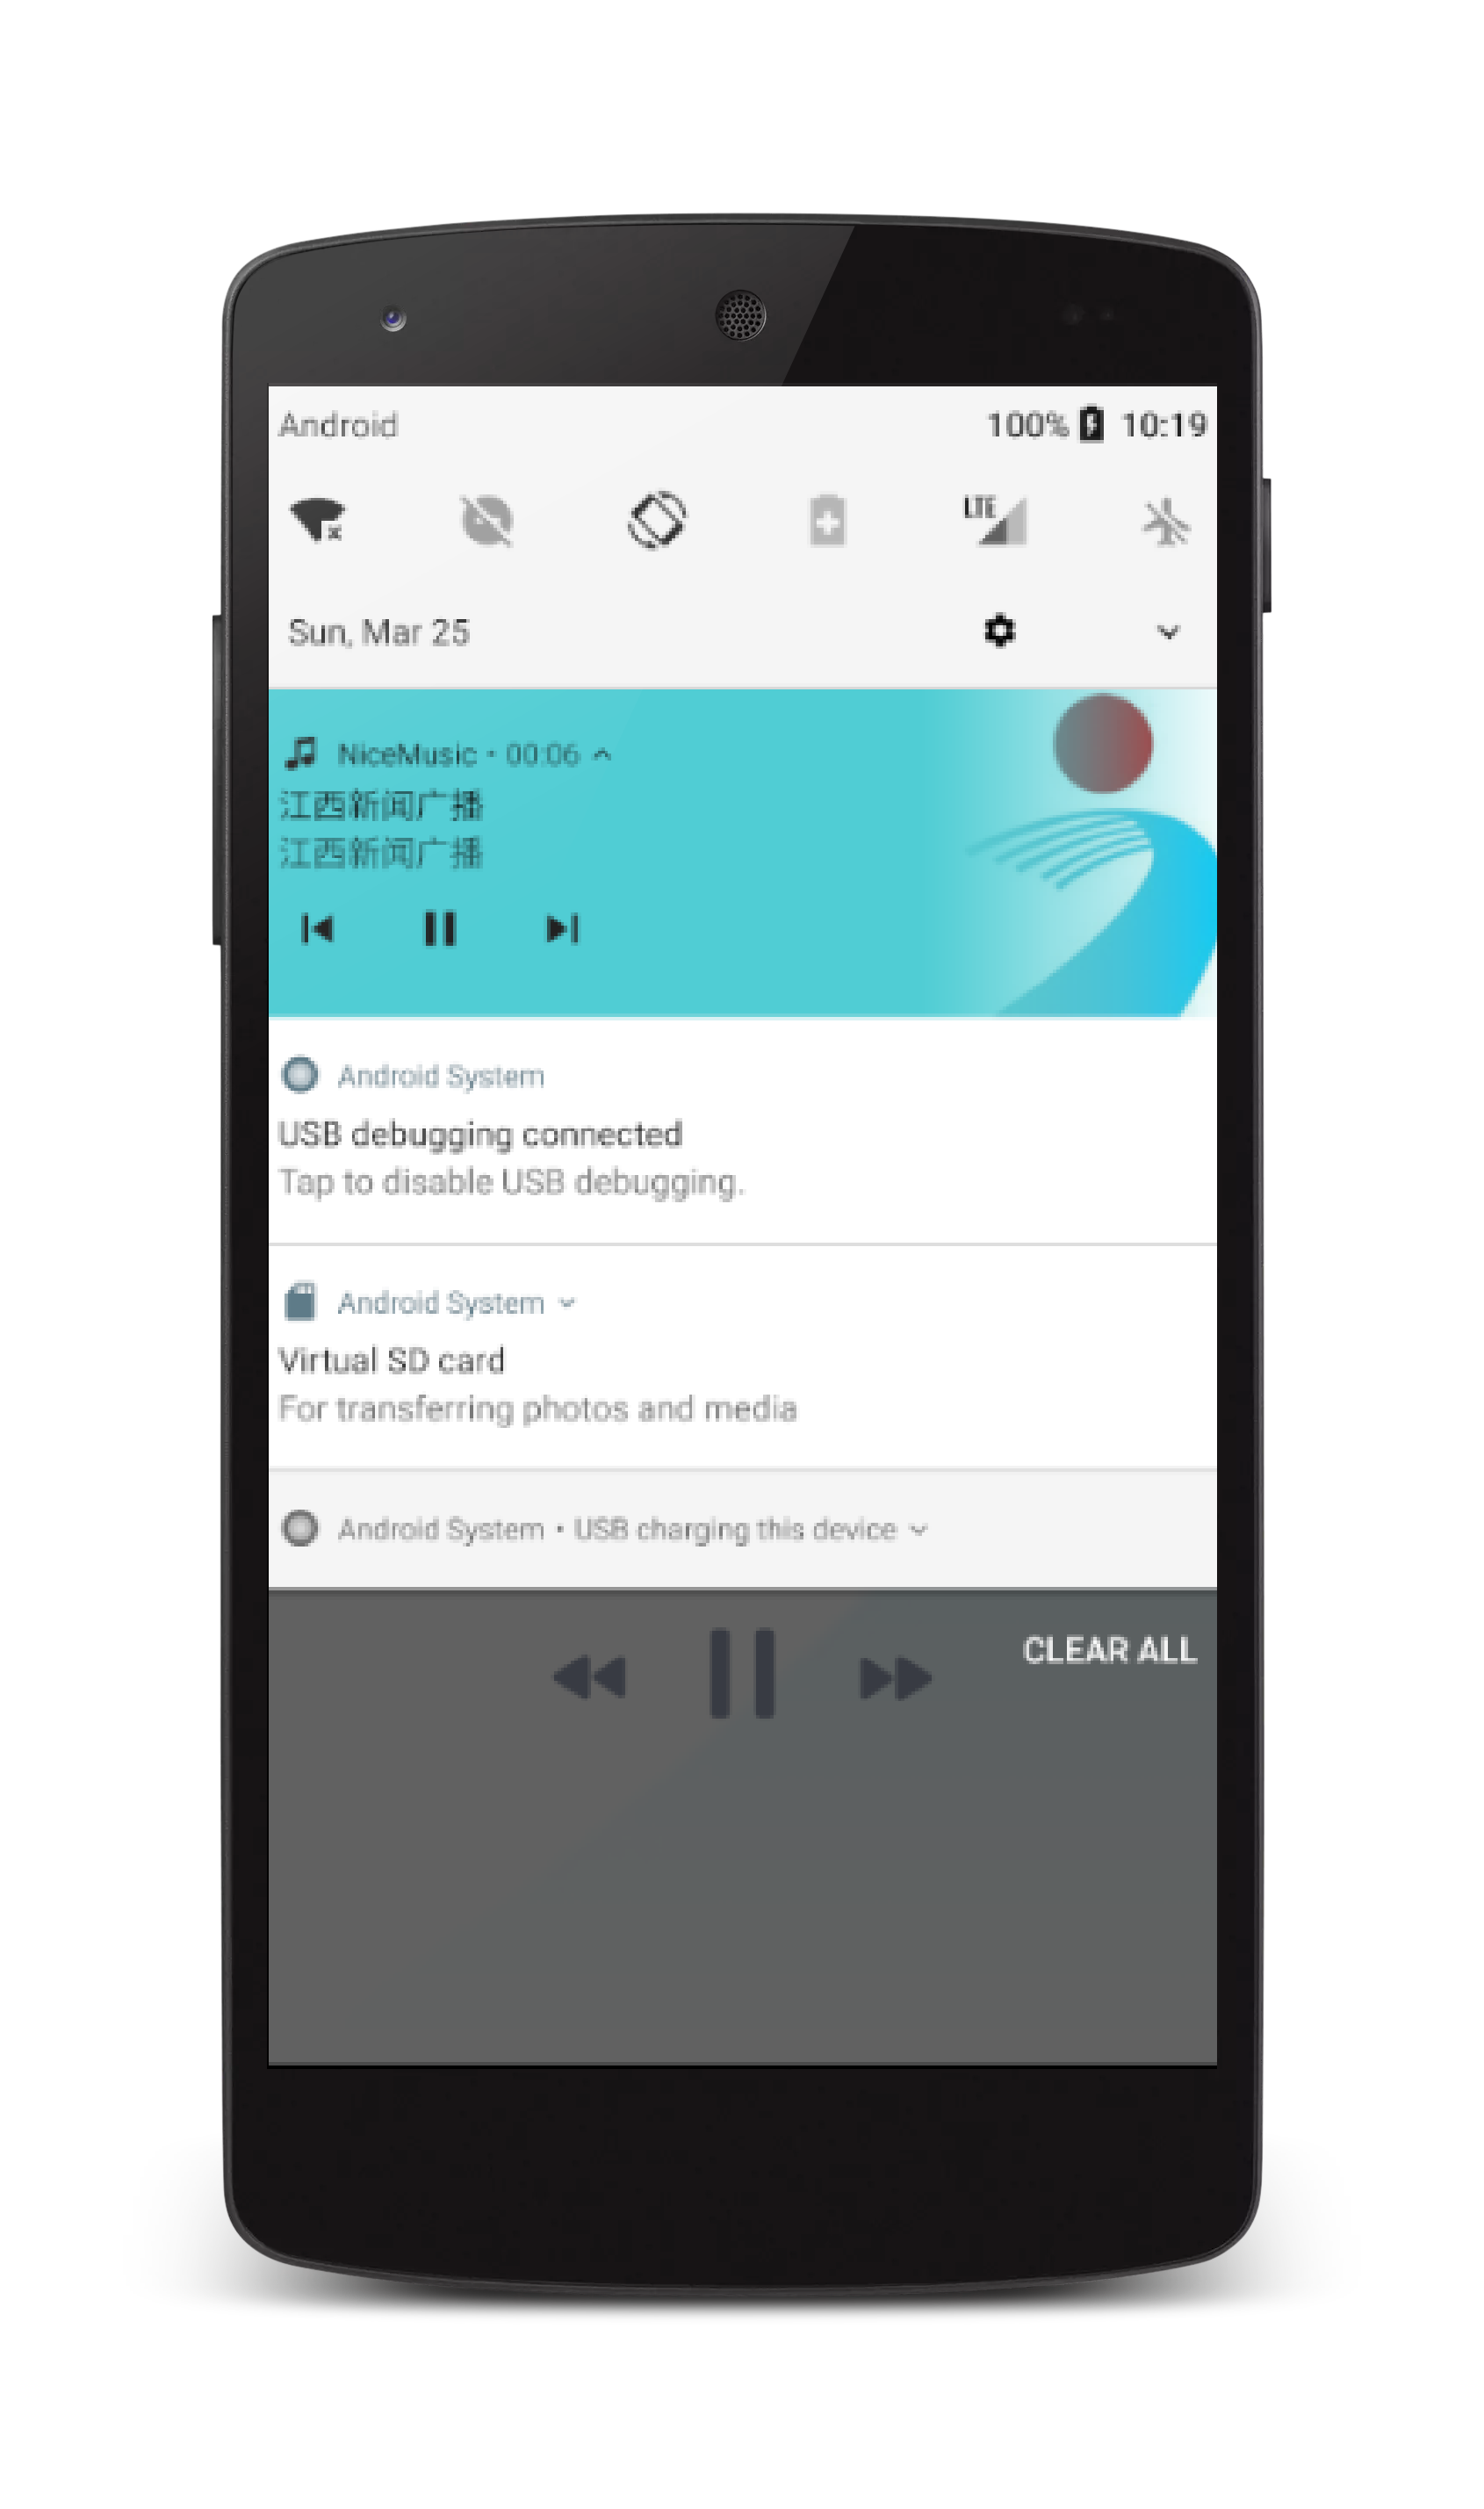 Android
100% 10:19
LTE
Sun, Mar 25
NiceMusic • 00:06
江西新闻广播
江西新闻广播
Android System
USB debugging connected
Tap to disable USB debugging.
Android System
Virtual SD card
For transferring photos and media
Android System • USB charging this device
CLEAR ALL